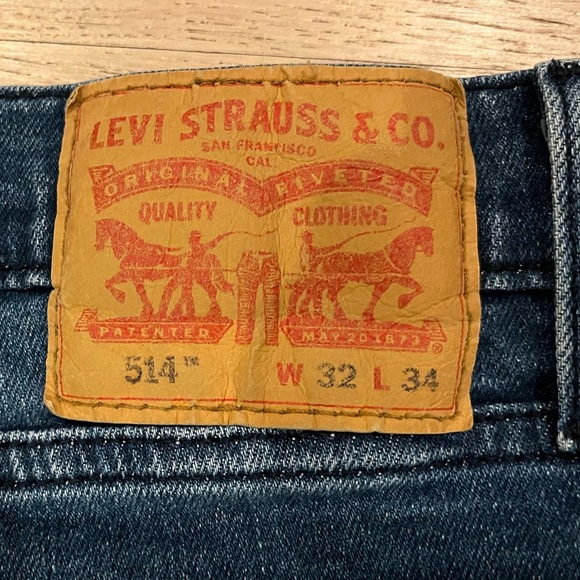 LEVI STRAUSS & CO.
SAN FRANCISCO
CAL.
ORIGINAL RIVETED
QUALITY CLOTHING
PATENTED MAY 20 1873 ®
514™ W 32 L 34